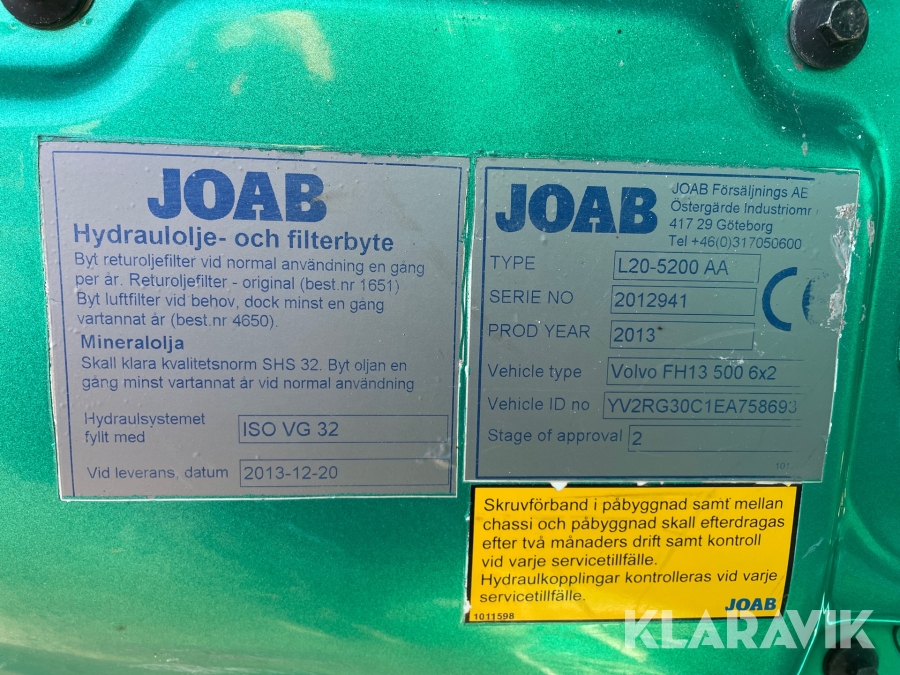 JOAB
Hydraulolje- och filterbyte
Byt returoljefilter vid normal användning en gång
per år. Returoljefilter - original (best.nr 1651)
Byt luftfilter vid behov, dock minst en gång
vartannat år (best.nr 4650).
Mineralolja
Skall klara kvalitetsnorm SHS 32. Byt oljan en
gång minst vartannat år vid normal användning
Hydraulsystemet
fyllt med ISO VG 32
Vid leverans, datum 2013-12-20
JOAB
JOAB Försäljnings AE
Östergärde Industriomr
417 29 Göteborg
Tel +46(0)317050600
TYPE L20-5200 AA
SERIE NO 2012941
PROD YEAR 2013
CE
Vehicle type Volvo FH13 500 6x2
Vehicle ID no YV2RG30C1EA758693
Stage of approval 2
101
Skruvförband i påbyggnad samt mellan
chassi och påbyggnad skall efterdragas
efter två månaders drift samt kontroll
vid varje servicetillfälle.
Hydraulkopplingar kontrolleras vid varje
servicetillfälle.
1011598
JOAB
KLARAVIK